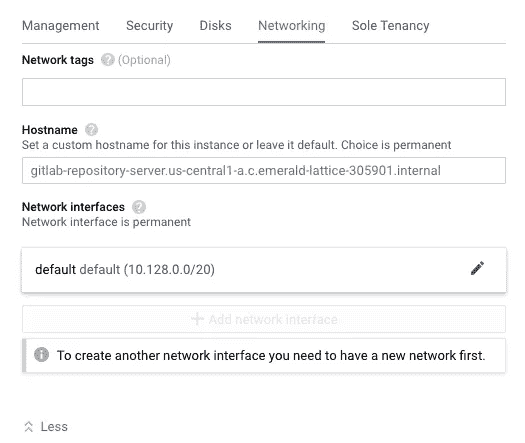 Management Security Disks Networking Sole Tenancy
Network tags (Optional)
Hostname
Set a custom hostname for this instance or leave it default. Choice is permanent
gitlab-repository-server.us-central1-a.c.emerald-lattice-305901.internal
Network interfaces
Network interface is permanent
default default (10.128.0.0/20)
Add network interface
To create another network interface you need to have a new network first.
Less